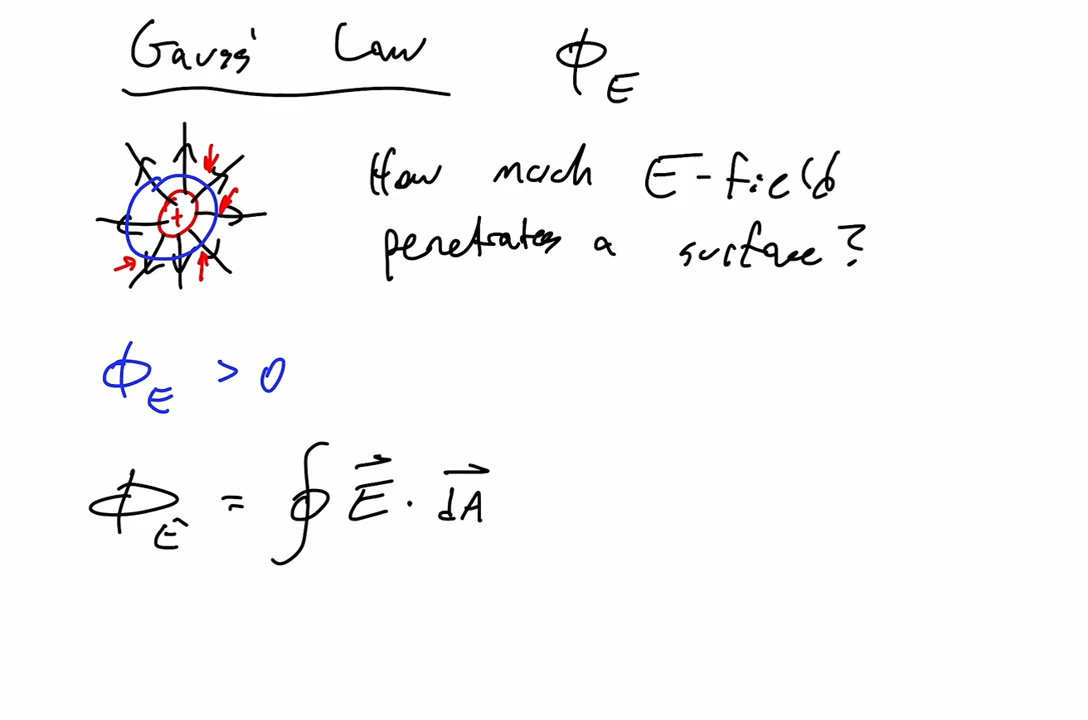 Gauss' Law Φ_E
+
How much E-field
penetrates a surface?
Φ_E > 0
Φ_E = ∮ E⃗ · dA⃗